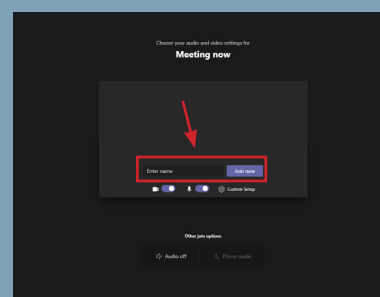 Choose your audio and video settings for
Meeting now
Enter name
Join now
Custom Setup
Other join options
Audio off
Phone audio